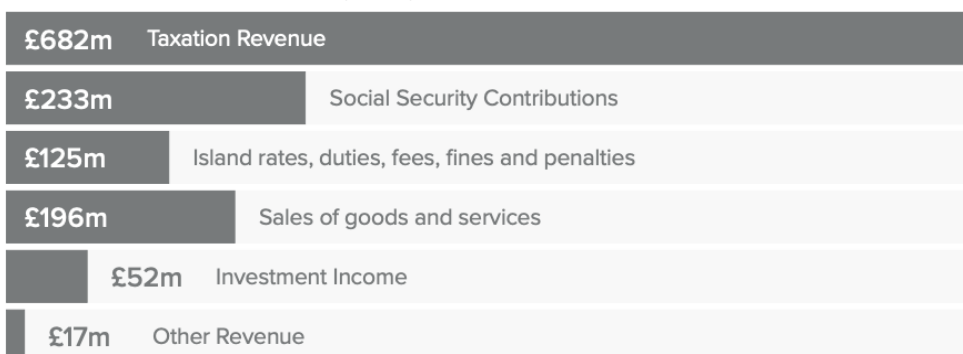 £682m Taxation Revenue
£233m Social Security Contributions
£125m Island rates, duties, fees, fines and penalties
£196m Sales of goods and services
£52m Investment Income
£17m Other Revenue